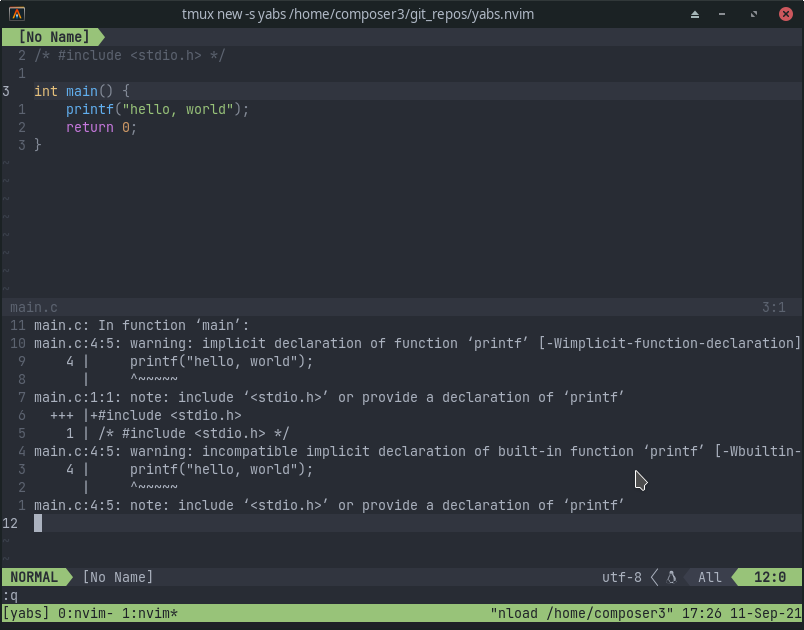 tmux new -s yabs /home/composer3/git_repos/yabs.nvim
[No Name]
2 /* #include <stdio.h> */
1
3 int main() {
1 printf("hello, world");
2 return 0;
3 }
~
~
~
~
~
~
~
~
main.c 3:1
11 main.c: In function ‘main’:
10 main.c:4:5: warning: implicit declaration of function ‘printf’ [-Wimplicit-function-declaration]
9 4 | printf("hello, world");
8 | ^~~~~~
7 main.c:1:1: note: include ‘<stdio.h>’ or provide a declaration of ‘printf’
6 +++ |+#include <stdio.h>
5 1 | /* #include <stdio.h> */
4 main.c:4:5: warning: incompatible implicit declaration of built-in function ‘printf’ [-Wbuiltin-
3 4 | printf("hello, world");
2 | ^~~~~~
1 main.c:4:5: note: include ‘<stdio.h>’ or provide a declaration of ‘printf’
12
~
~
NORMAL [No Name] utf-8 All 12:0
:q
[yabs] 0:nvim- 1:nvim* "nload /home/composer3" 17:26 11-Sep-21